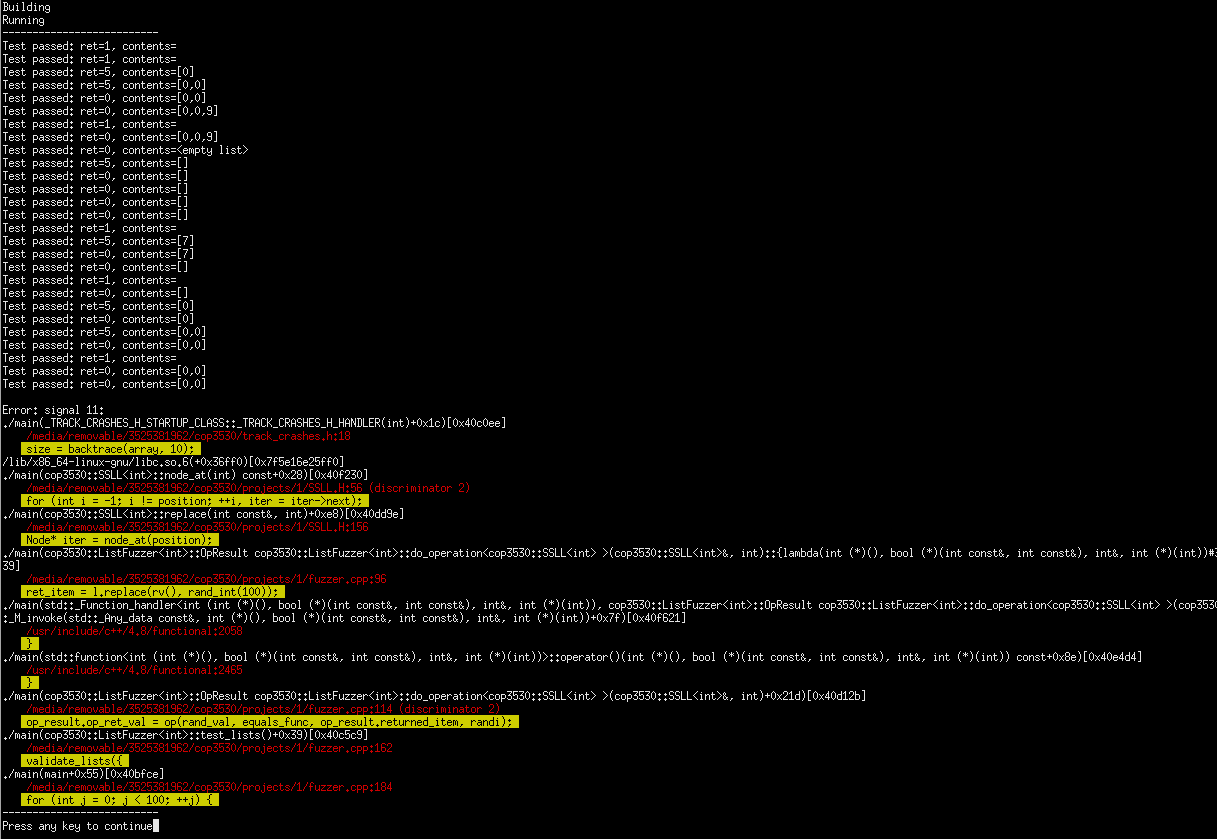 Building
Running
--------------------------
Test passed: ret=1, contents=
Test passed: ret=1, contents=
Test passed: ret=5, contents=[0]
Test passed: ret=5, contents=[0,0]
Test passed: ret=0, contents=[0,0]
Test passed: ret=0, contents=[0,0,9]
Test passed: ret=1, contents=
Test passed: ret=0, contents=[0,0,9]
Test passed: ret=0, contents=<empty list>
Test passed: ret=5, contents=[]
Test passed: ret=0, contents=[]
Test passed: ret=0, contents=[]
Test passed: ret=0, contents=[]
Test passed: ret=0, contents=[]
Test passed: ret=1, contents=
Test passed: ret=5, contents=[7]
Test passed: ret=0, contents=[7]
Test passed: ret=0, contents=[]
Test passed: ret=1, contents=
Test passed: ret=0, contents=[]
Test passed: ret=5, contents=[0]
Test passed: ret=0, contents=[0]
Test passed: ret=5, contents=[0,0]
Test passed: ret=0, contents=[0,0]
Test passed: ret=1, contents=
Test passed: ret=0, contents=[0,0]
Test passed: ret=0, contents=[0,0]
Error: signal 11:
./main(_TRACK_CRASHES_H_STARTUP_CLASS::_TRACK_CRASHES_H_HANDLER(int)+0x1c)[0x40c0ee]
/media/removable/3525381962/cop3530/track_crashes.h:18
size = backtrace(array, 10);
/lib/x86_64-linux-gnu/libc.so.6(+0x36ff0)[0x7f5e16e25ff0]
./main(cop3530::SSLL<int>::node_at(int) const+0x28)[0x40f230]
/media/removable/3525381962/cop3530/projects/1/SSLL.H:56 (discriminator 2)
for (int i = -1; i != position; ++i, iter = iter->next);
./main(cop3530::SSLL<int>::replace(int const&, int)+0xe8)[0x40dd9e]
/media/removable/3525381962/cop3530/projects/1/SSLL.H:156
Node* iter = node_at(position);
./main(cop3530::ListFuzzer<int>::OpResult cop3530::ListFuzzer<int>::do_operation<cop3530::SSLL<int> >(cop3530::SSLL<int>&, int)::{lambda(int (*)(), bool (*)(int const&, int const&), int&, int (*)(int))#3
39]
/media/removable/3525381962/cop3530/projects/1/fuzzer.cpp:96
ret_item = l.replace(rv(), rand_int(100));
./main(std::_Function_handler<int (int (*)(), bool (*)(int const&, int const&), int&, int (*)(int)), cop3530::ListFuzzer<int>::OpResult cop3530::ListFuzzer<int>::do_operation<cop3530::SSLL<int> >(cop3530
::_M_invoke(std::_Any_data const&, int (*)(), bool (*)(int const&, int const&), int&, int (*)(int))+0x7f)[0x40f621]
/usr/include/c++/4.8/functional:2058
}
./main(std::function<int (int (*)(), bool (*)(int const&, int const&), int&, int (*)(int))>::operator()(int (*)(), bool (*)(int const&, int const&), int&, int (*)(int)) const+0x8e)[0x40e4d4]
/usr/include/c++/4.8/functional:2465
}
./main(cop3530::ListFuzzer<int>::OpResult cop3530::ListFuzzer<int>::do_operation<cop3530::SSLL<int> >(cop3530::SSLL<int>&, int)+0x21d)[0x40d12b]
/media/removable/3525381962/cop3530/projects/1/fuzzer.cpp:114 (discriminator 2)
op_result.op_ret_val = op(rand_val, equals_func, op_result.returned_item, randi);
./main(cop3530::ListFuzzer<int>::test_lists()+0x39)[0x40c5c9]
/media/removable/3525381962/cop3530/projects/1/fuzzer.cpp:162
validate_lists({
./main(main+0x55)[0x40bfce]
/media/removable/3525381962/cop3530/projects/1/fuzzer.cpp:184
for (int j = 0; j < 100; ++j) {
--------------------------
Press any key to continue